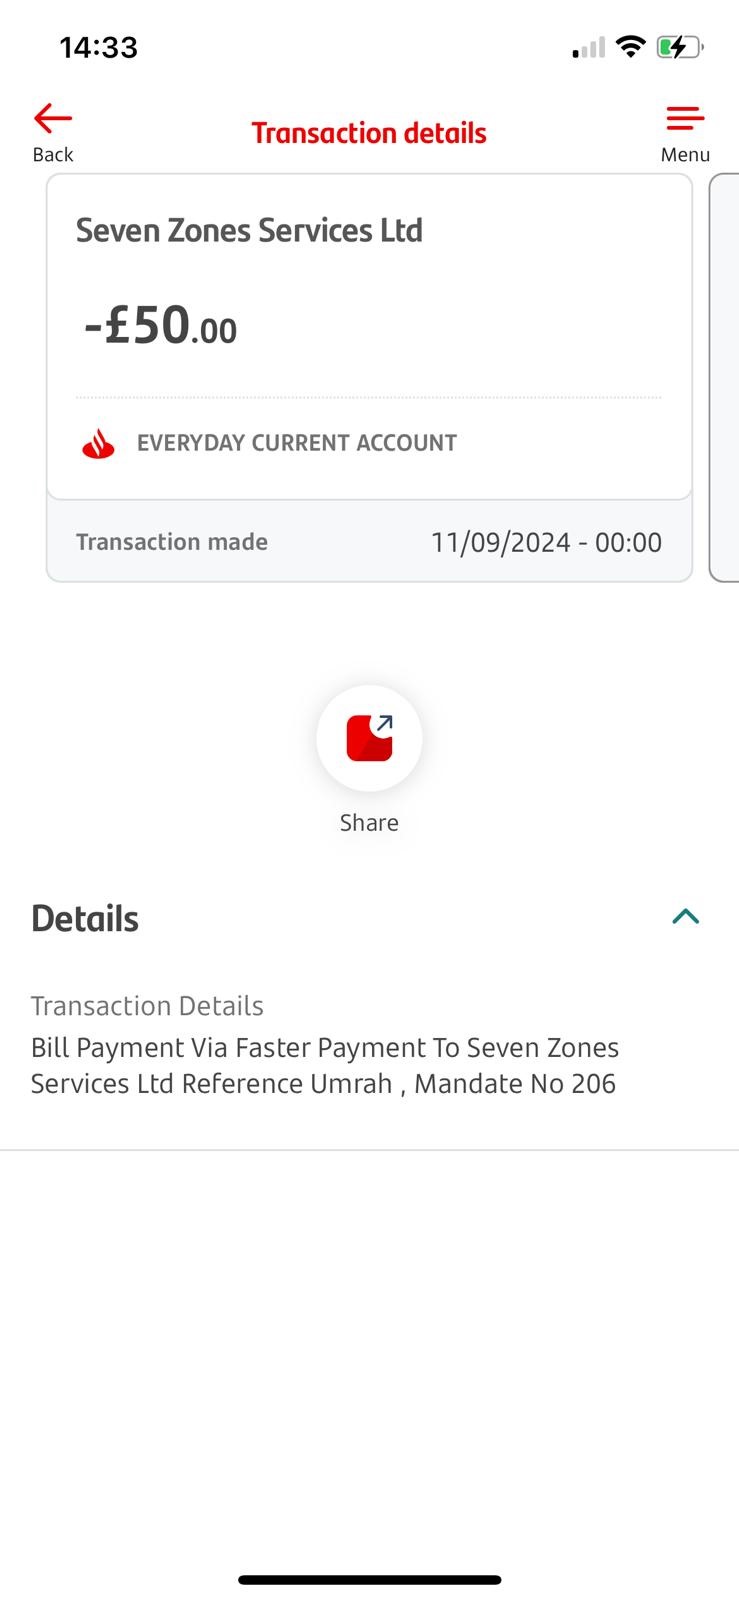 14:33
Back
Transaction details
Menu
Seven Zones Services Ltd
-£50.00
EVERYDAY CURRENT ACCOUNT
Transaction made 11/09/2024 - 00:00
Share
Details
Transaction Details
Bill Payment Via Faster Payment To Seven Zones
Services Ltd Reference Umrah , Mandate No 206